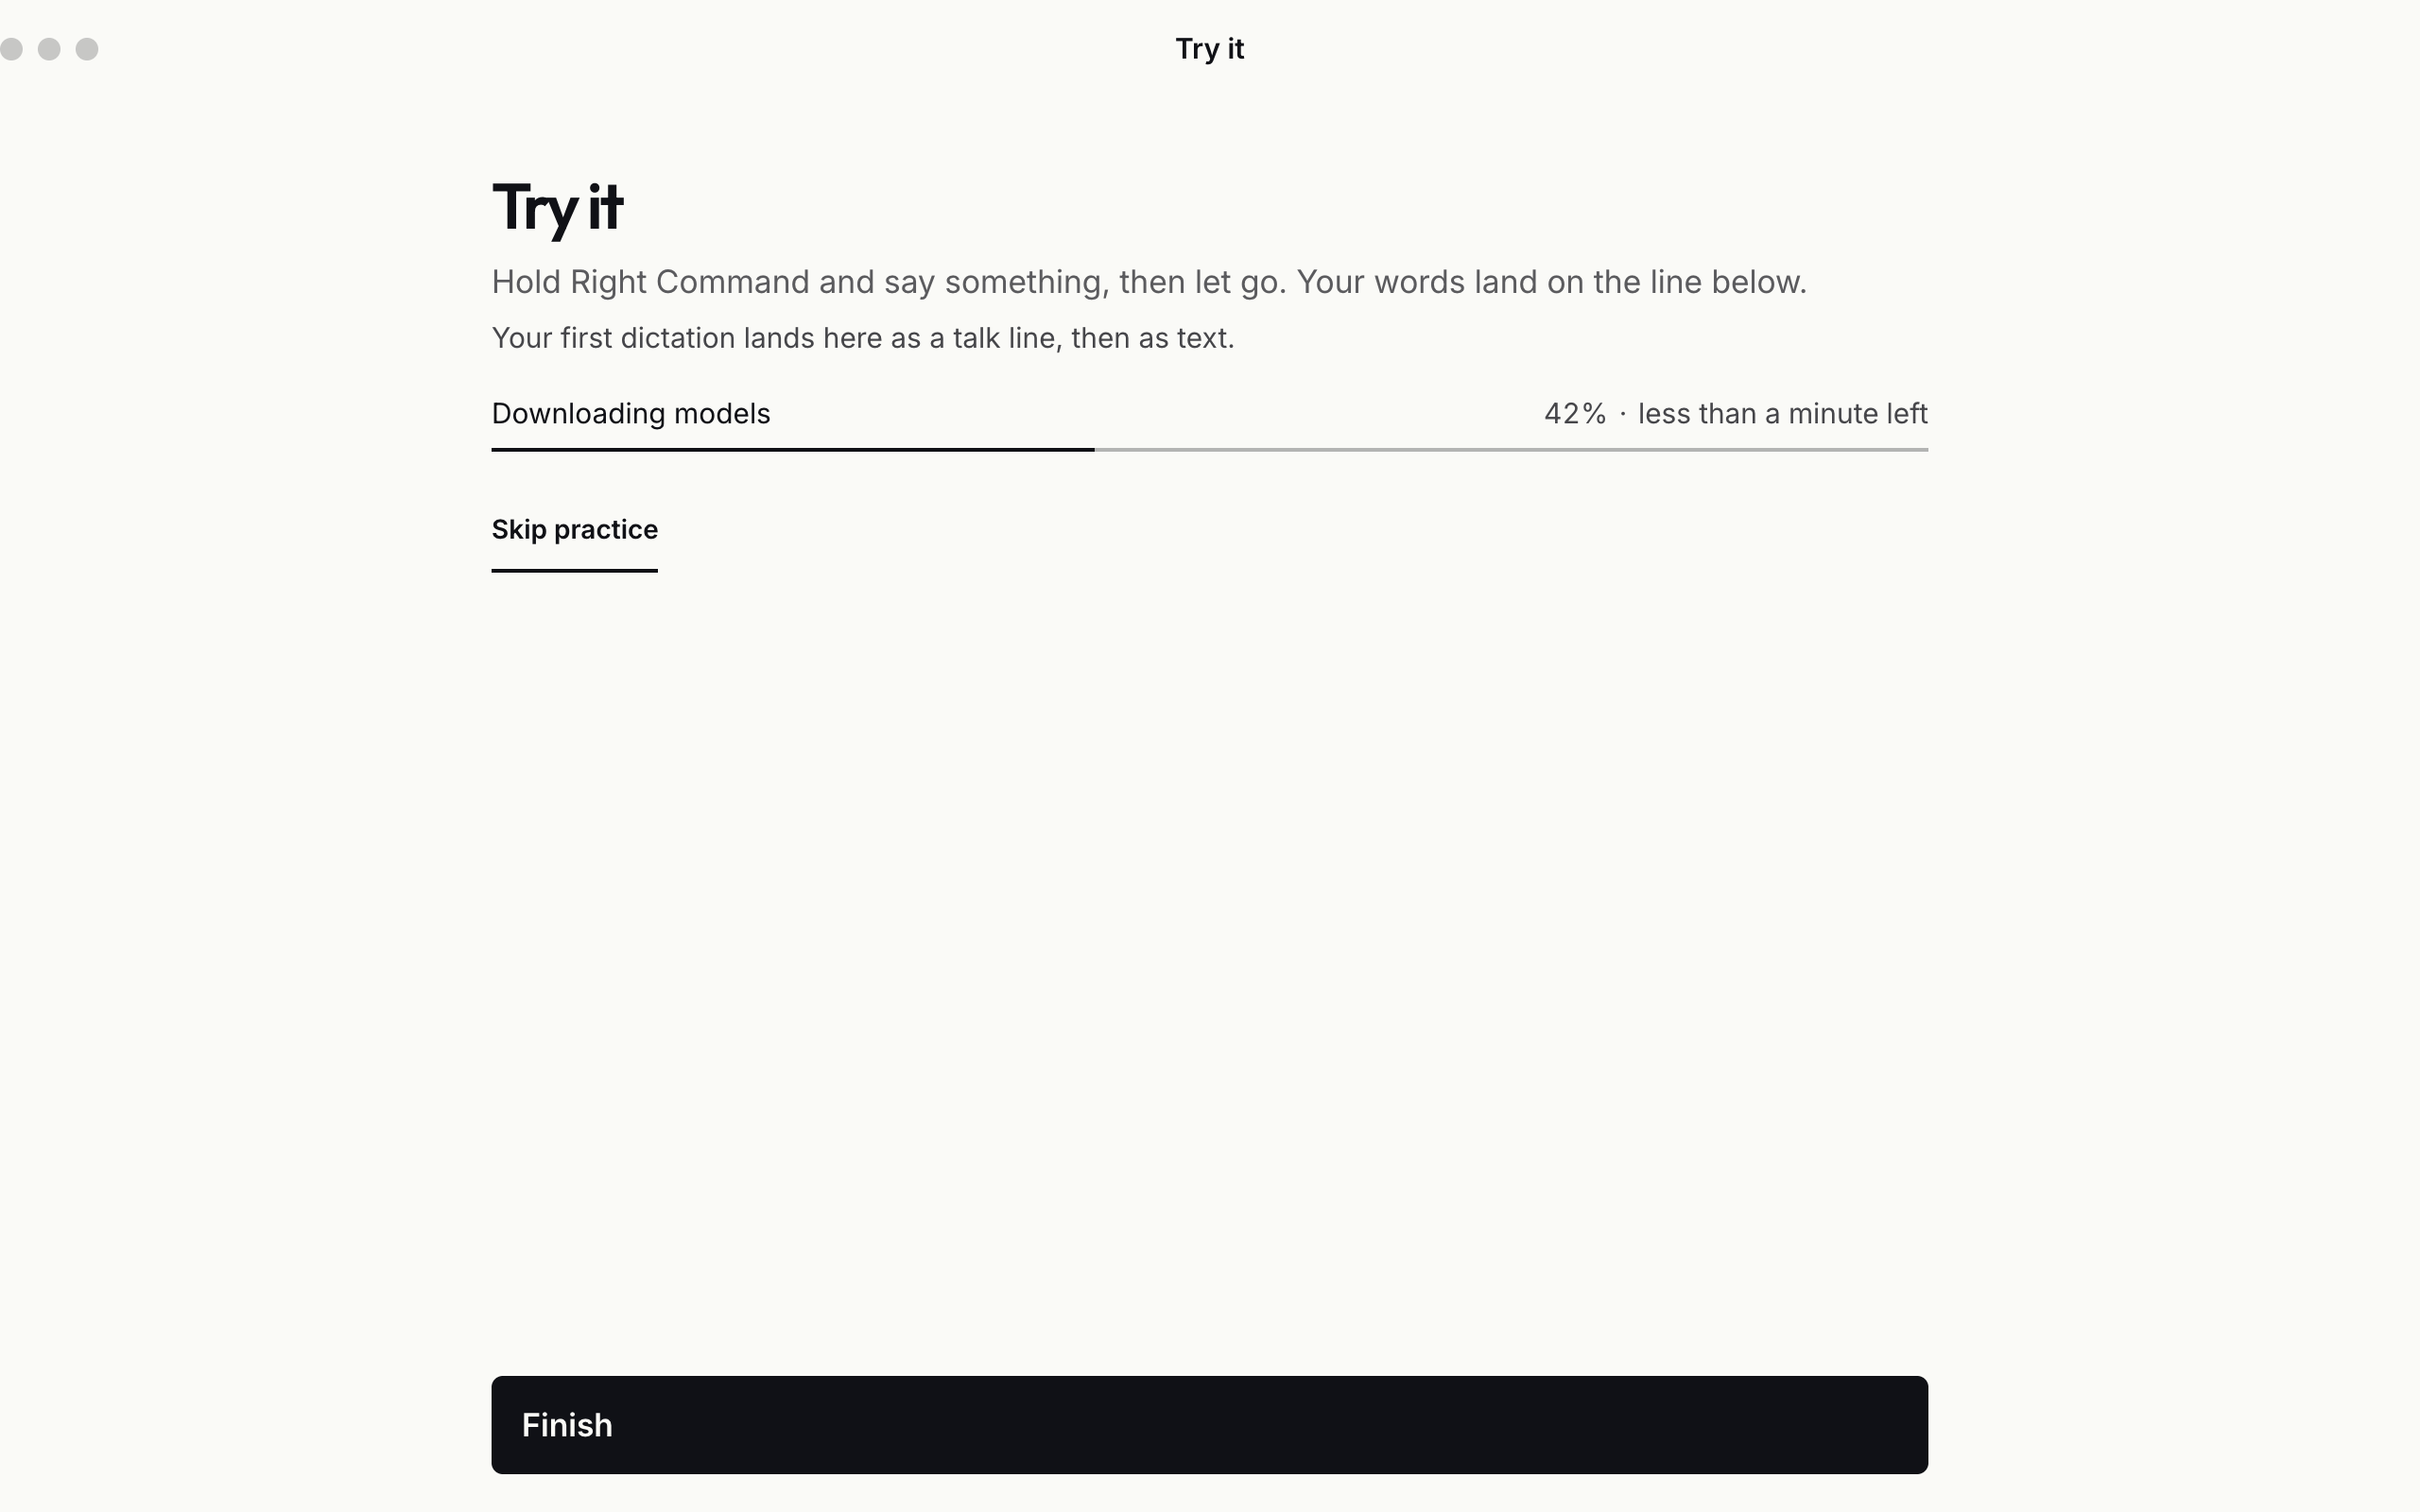 Try it
Try it
Hold Right Command and say something, then let go. Your words land on the line below.
Your first dictation lands here as a talk line, then as text.
Downloading models 42% · less than a minute left
Skip practice
Finish